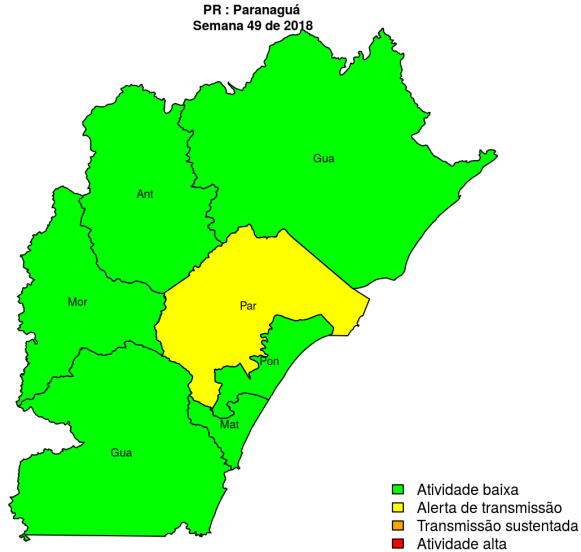 PR : Paranaguá
Semana 49 de 2018
Gua
Ant
Mor
Par
Pon
Mat
Gua
Atividade baixa
Alerta de transmissão
Transmissão sustentada
Atividade alta